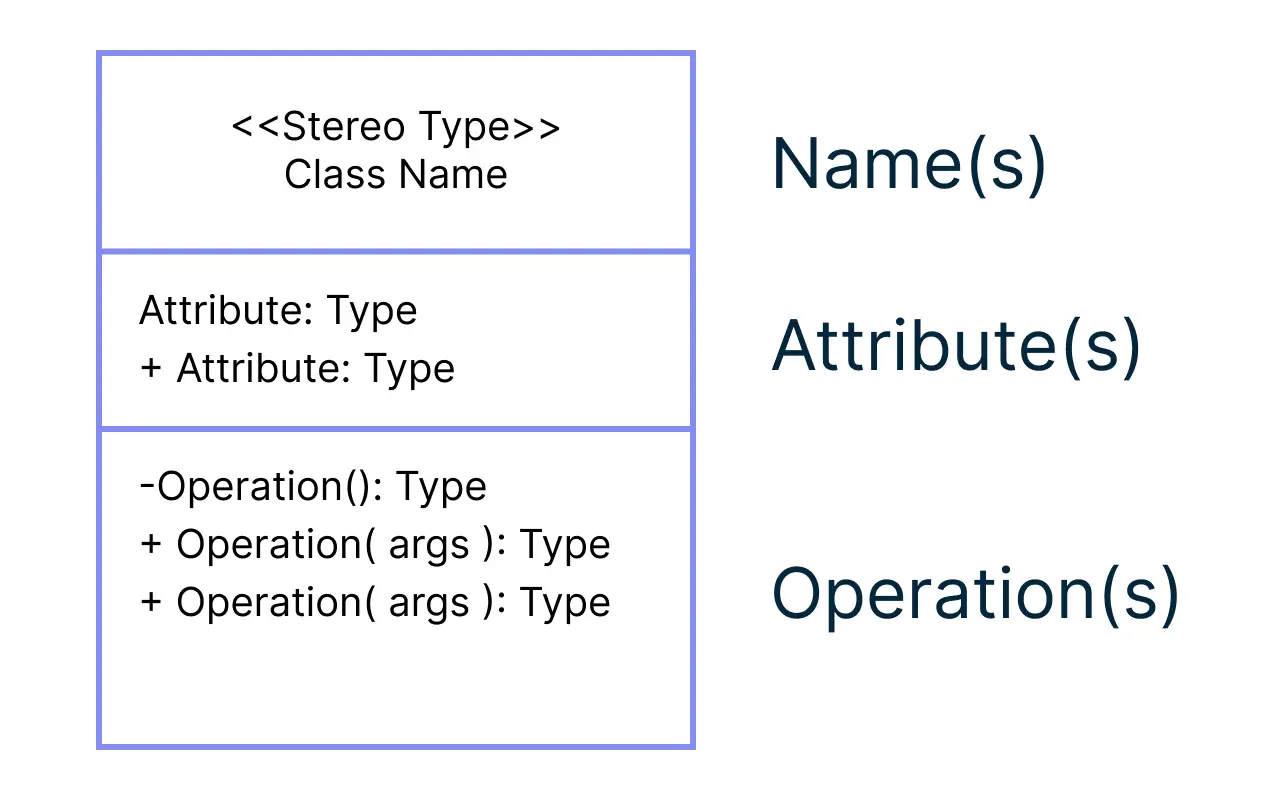 <<Stereo Type>>
Class Name
Name(s)
Attribute: Type
+ Attribute: Type
Attribute(s)
-Operation(): Type
+ Operation( args ): Type
+ Operation( args ): Type
Operation(s)